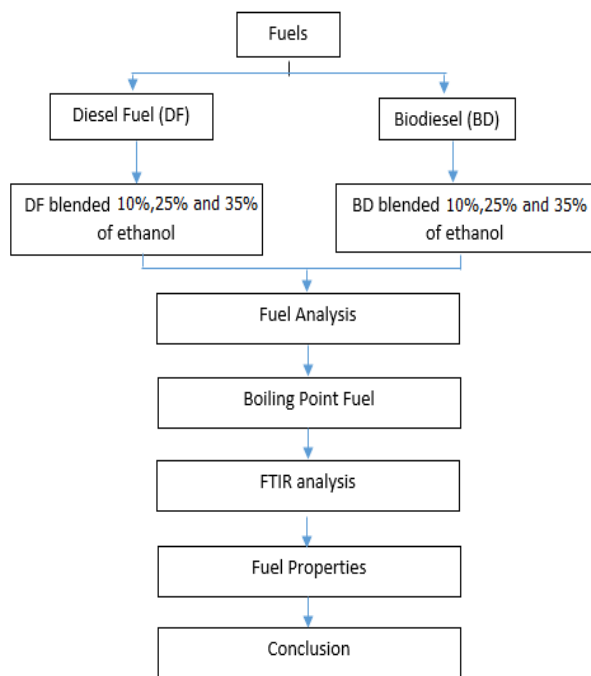 Fuels
Diesel Fuel (DF)
Biodiesel (BD)
DF blended 10%,25% and 35%
of ethanol
BD blended 10%,25% and 35%
of ethanol
Fuel Analysis
Boiling Point Fuel
FTIR analysis
Fuel Properties
Conclusion